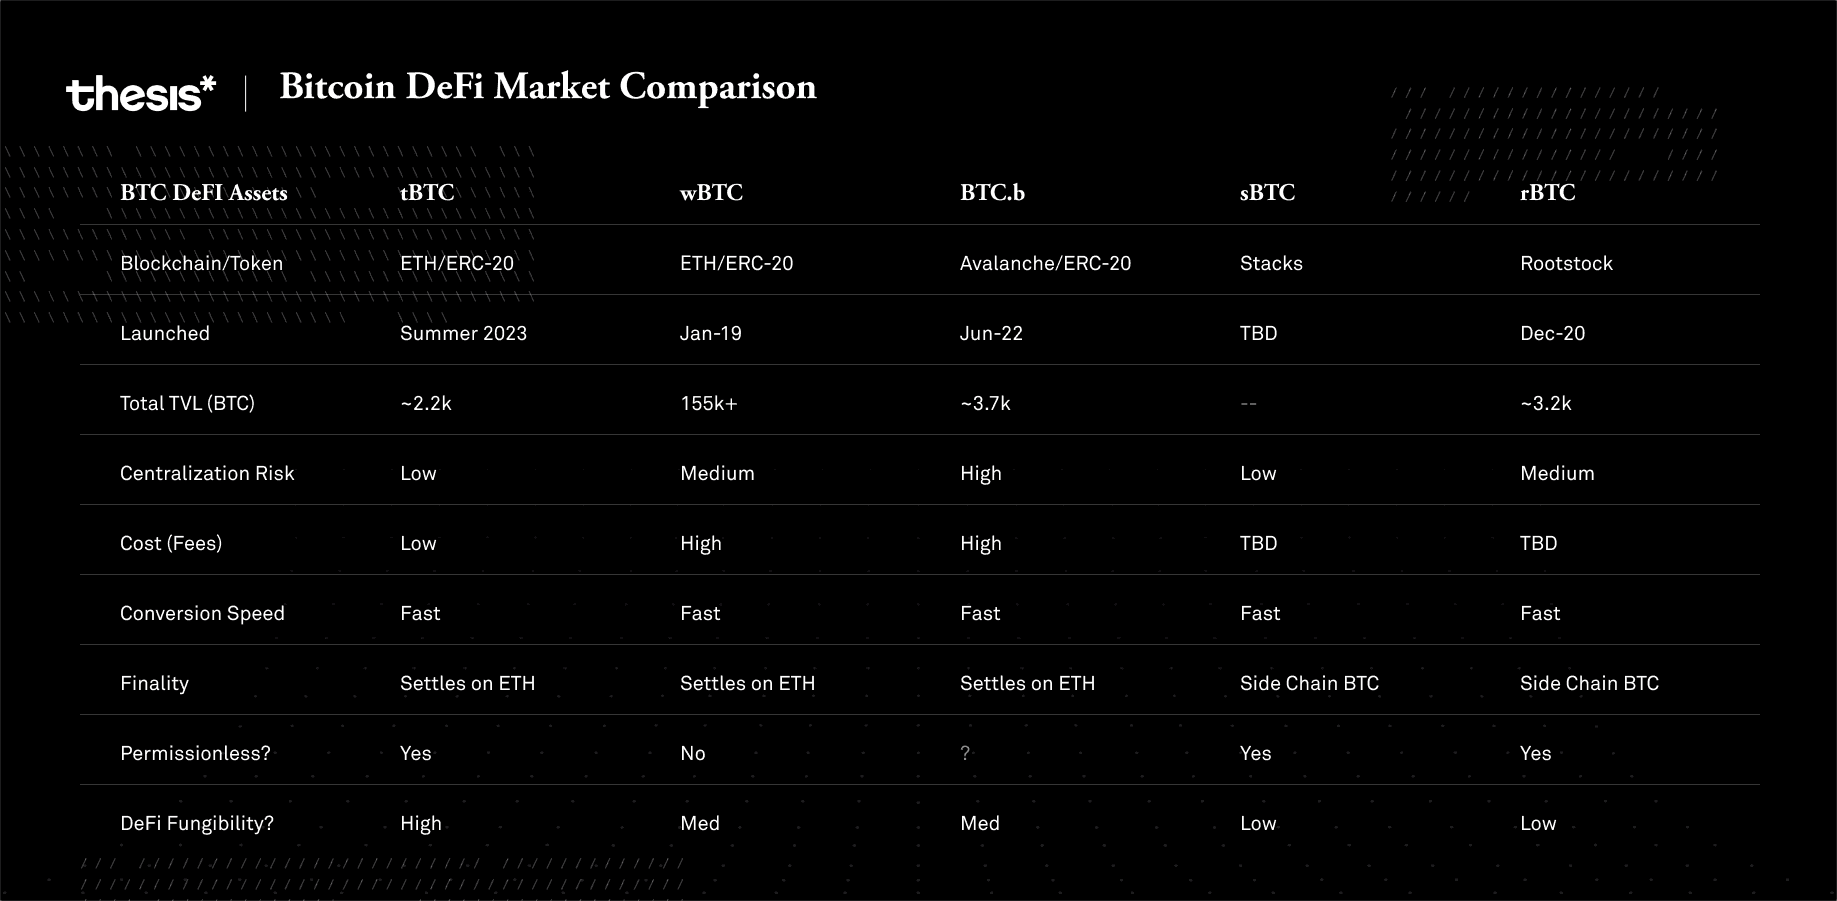 thesis* | Bitcoin DeFi Market Comparison
BTC DeFI Assets tBTC wBTC BTC.b sBTC rBTC
Blockchain/Token ETH/ERC-20 ETH/ERC-20 Avalanche/ERC-20 Stacks Rootstock
Launched Summer 2023 Jan-19 Jun-22 TBD Dec-20
Total TVL (BTC) ~2.2k 155k+ ~3.7k -- ~3.2k
Centralization Risk Low Medium High Low Medium
Cost (Fees) Low High High TBD TBD
Conversion Speed Fast Fast Fast Fast Fast
Finality Settles on ETH Settles on ETH Settles on ETH Side Chain BTC Side Chain BTC
Permissionless? Yes No ? Yes Yes
DeFi Fungibility? High Med Med Low Low